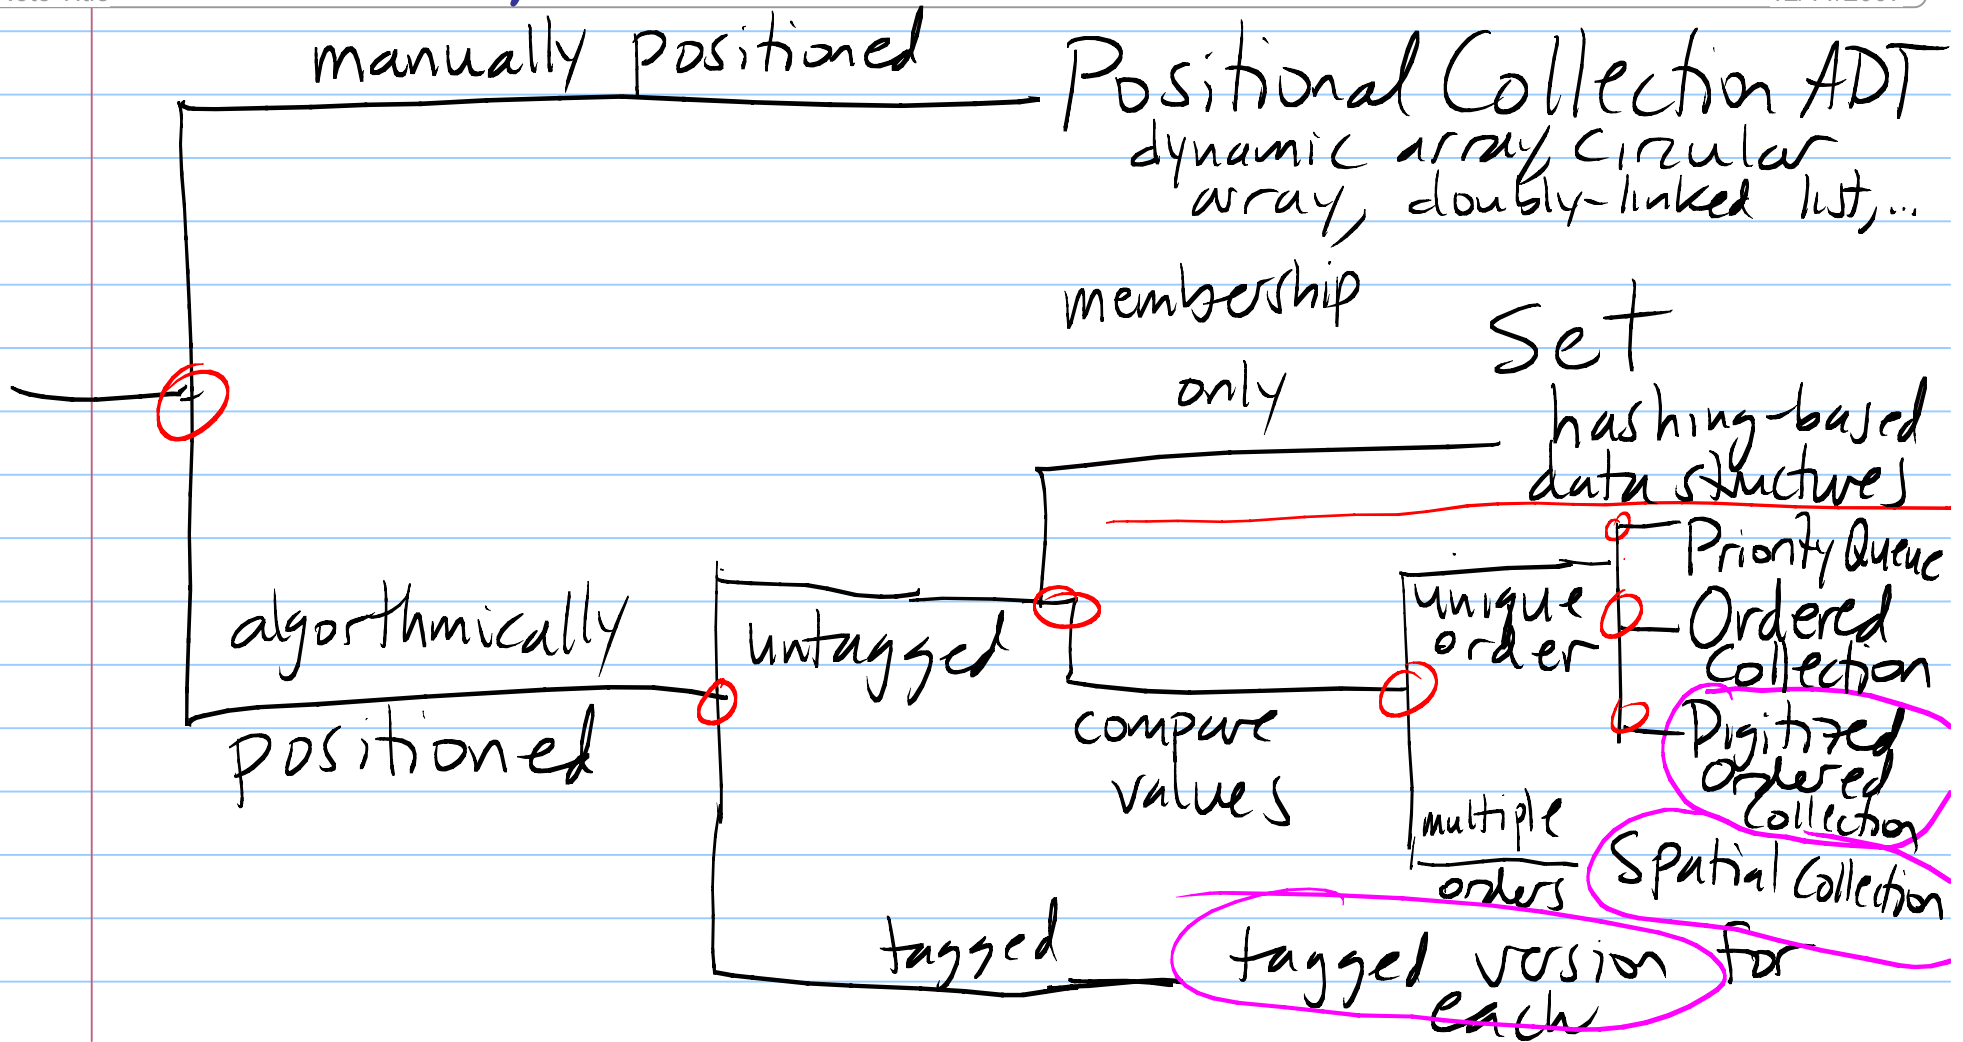 manually positioned
Positional Collection ADT
dynamic array, circular
array, doubly-linked list,...
membership
only
Set
hashing-based
data structures
Priority Queue
unique
order
Ordered
Collection
algorthmically
positioned
untagged
compare
values
Digitized
Ordered
Collection
multiple
orders
Spatial Collection
tagged
tagged version for
each